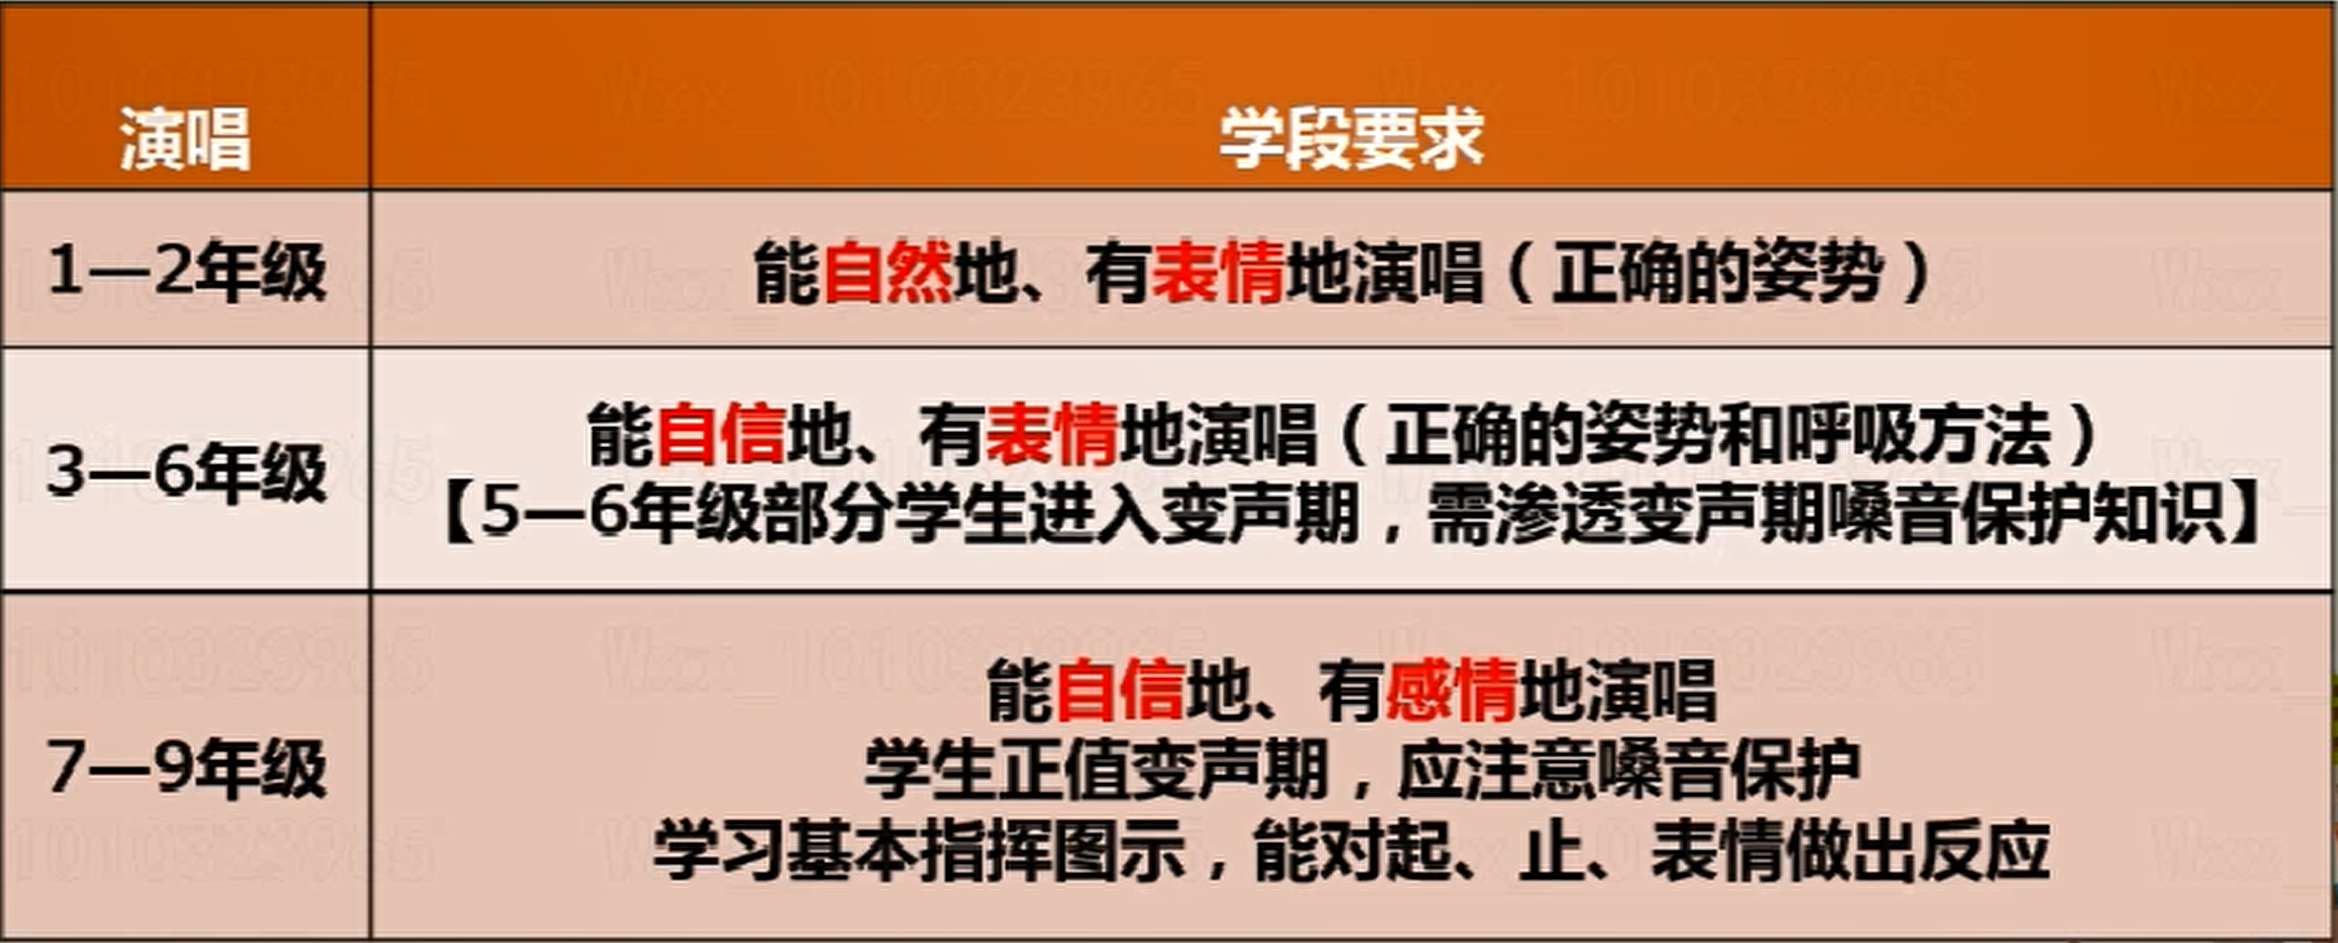 演唱
学段要求
1—2年级
能自然地、有表情地演唱（正确的姿势）
3—6年级
能自信地、有表情地演唱（正确的姿势和呼吸方法）
【5—6年级部分学生进入变声期，需渗透变声期嗓音保护知识】
7—9年级
能自信地、有感情地演唱
学生正值变声期，应注意嗓音保护
学习基本指挥图示，能对起、止、表情做出反应